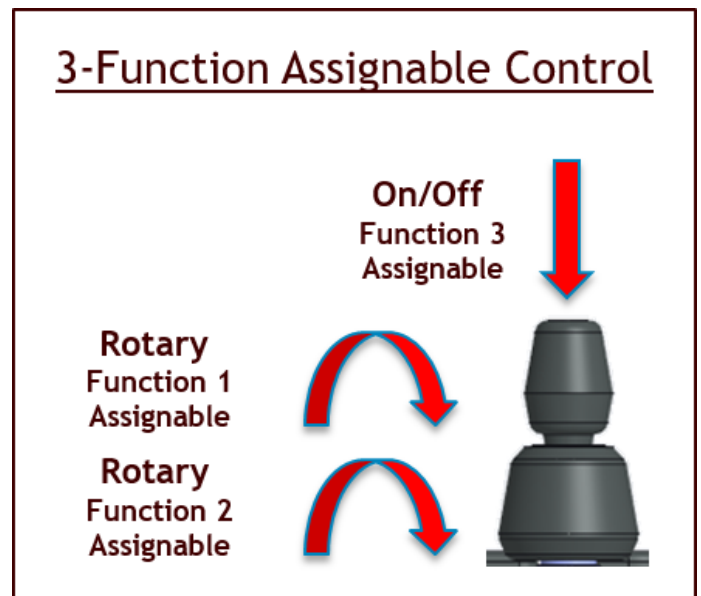 3-Function Assignable Control
On/Off
Function 3
Assignable
Rotary
Function 1
Assignable
Rotary
Function 2
Assignable